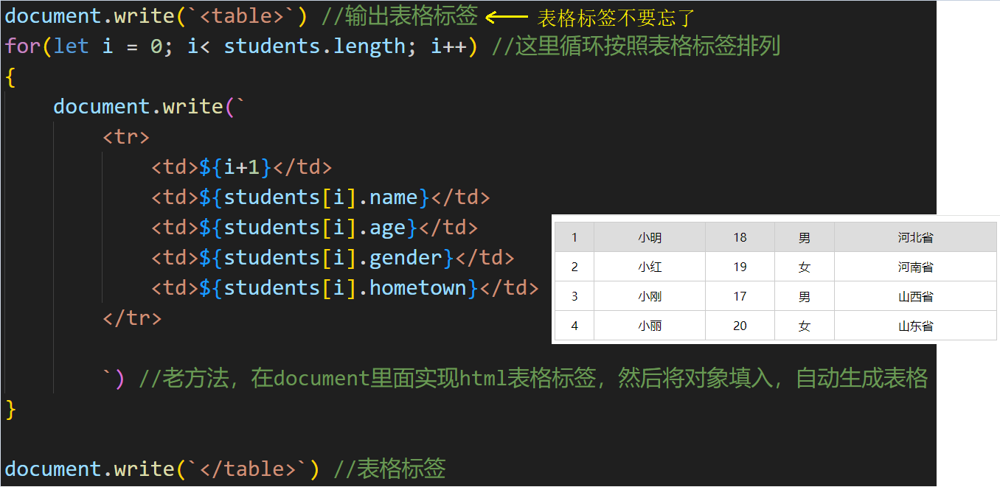 document.write(`<table>`) //输出表格标签 表格标签不要忘了
for(let i = 0; i< students.length; i++) //这里循环按照表格标签排列
{
document.write(`
<tr>
<td>${i+1}</td>
<td>${students[i].name}</td>
<td>${students[i].age}</td>
<td>${students[i].gender}</td>
<td>${students[i].hometown}</td>
</tr>
`) //老方法，在document里面实现html表格标签，然后将对象填入，自动生成表格
}
document.write(`</table>`) //表格标签
1 小明 18 男 河北省
2 小红 19 女 河南省
3 小刚 17 男 山西省
4 小丽 20 女 山东省